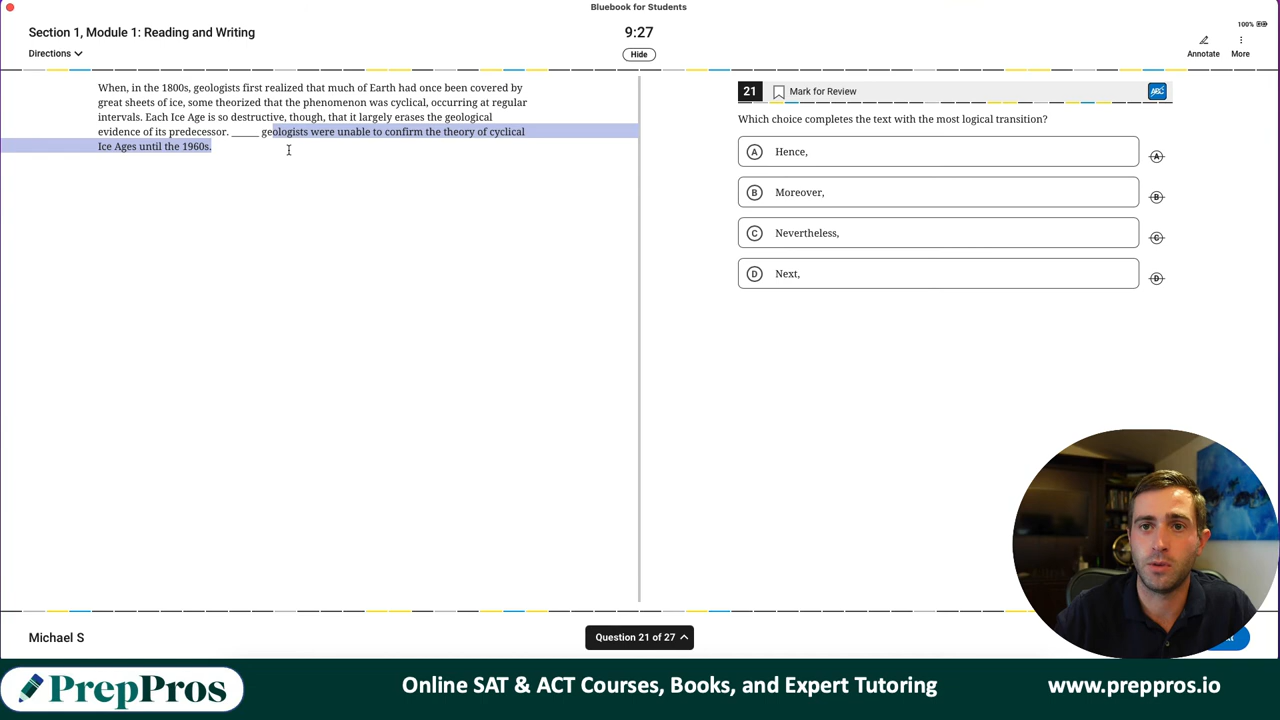 Bluebook for Students
Section 1, Module 1: Reading and Writing
9:27
100%
Directions
Hide
Annotate
More
When, in the 1800s, geologists first realized that much of Earth had once been covered by
great sheets of ice, some theorized that the phenomenon was cyclical, occurring at regular
intervals. Each Ice Age is so destructive, though, that it largely erases the geological
evidence of its predecessor. ______ geologists were unable to confirm the theory of cyclical
Ice Ages until the 1960s.
21 Mark for Review ABC
Which choice completes the text with the most logical transition?
A Hence, A
B Moreover, B
C Nevertheless, C
D Next, D
Michael S
Question 21 of 27
PrepPros
Online SAT & ACT Courses, Books, and Expert Tutoring
www.preppros.io